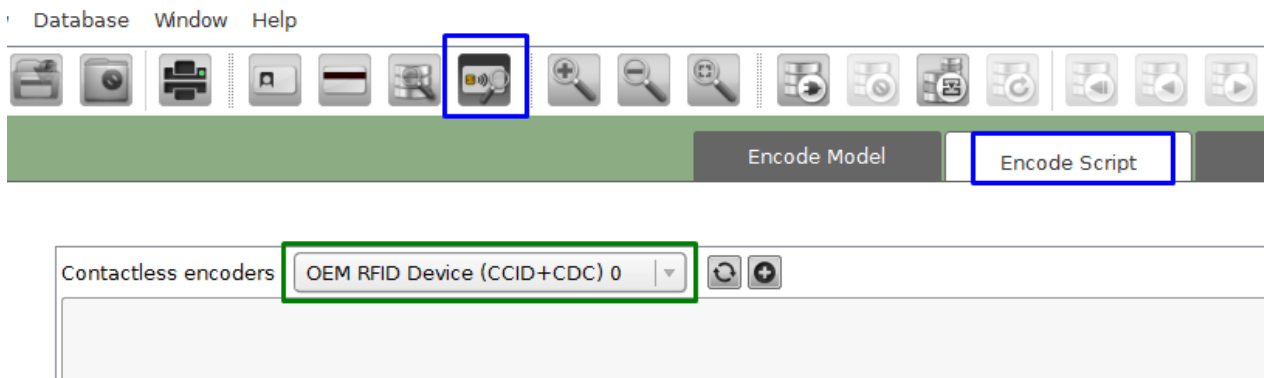 Database Window Help
Encode Model Encode Script
Contactless encoders OEM RFID Device (CCID+CDC) 0